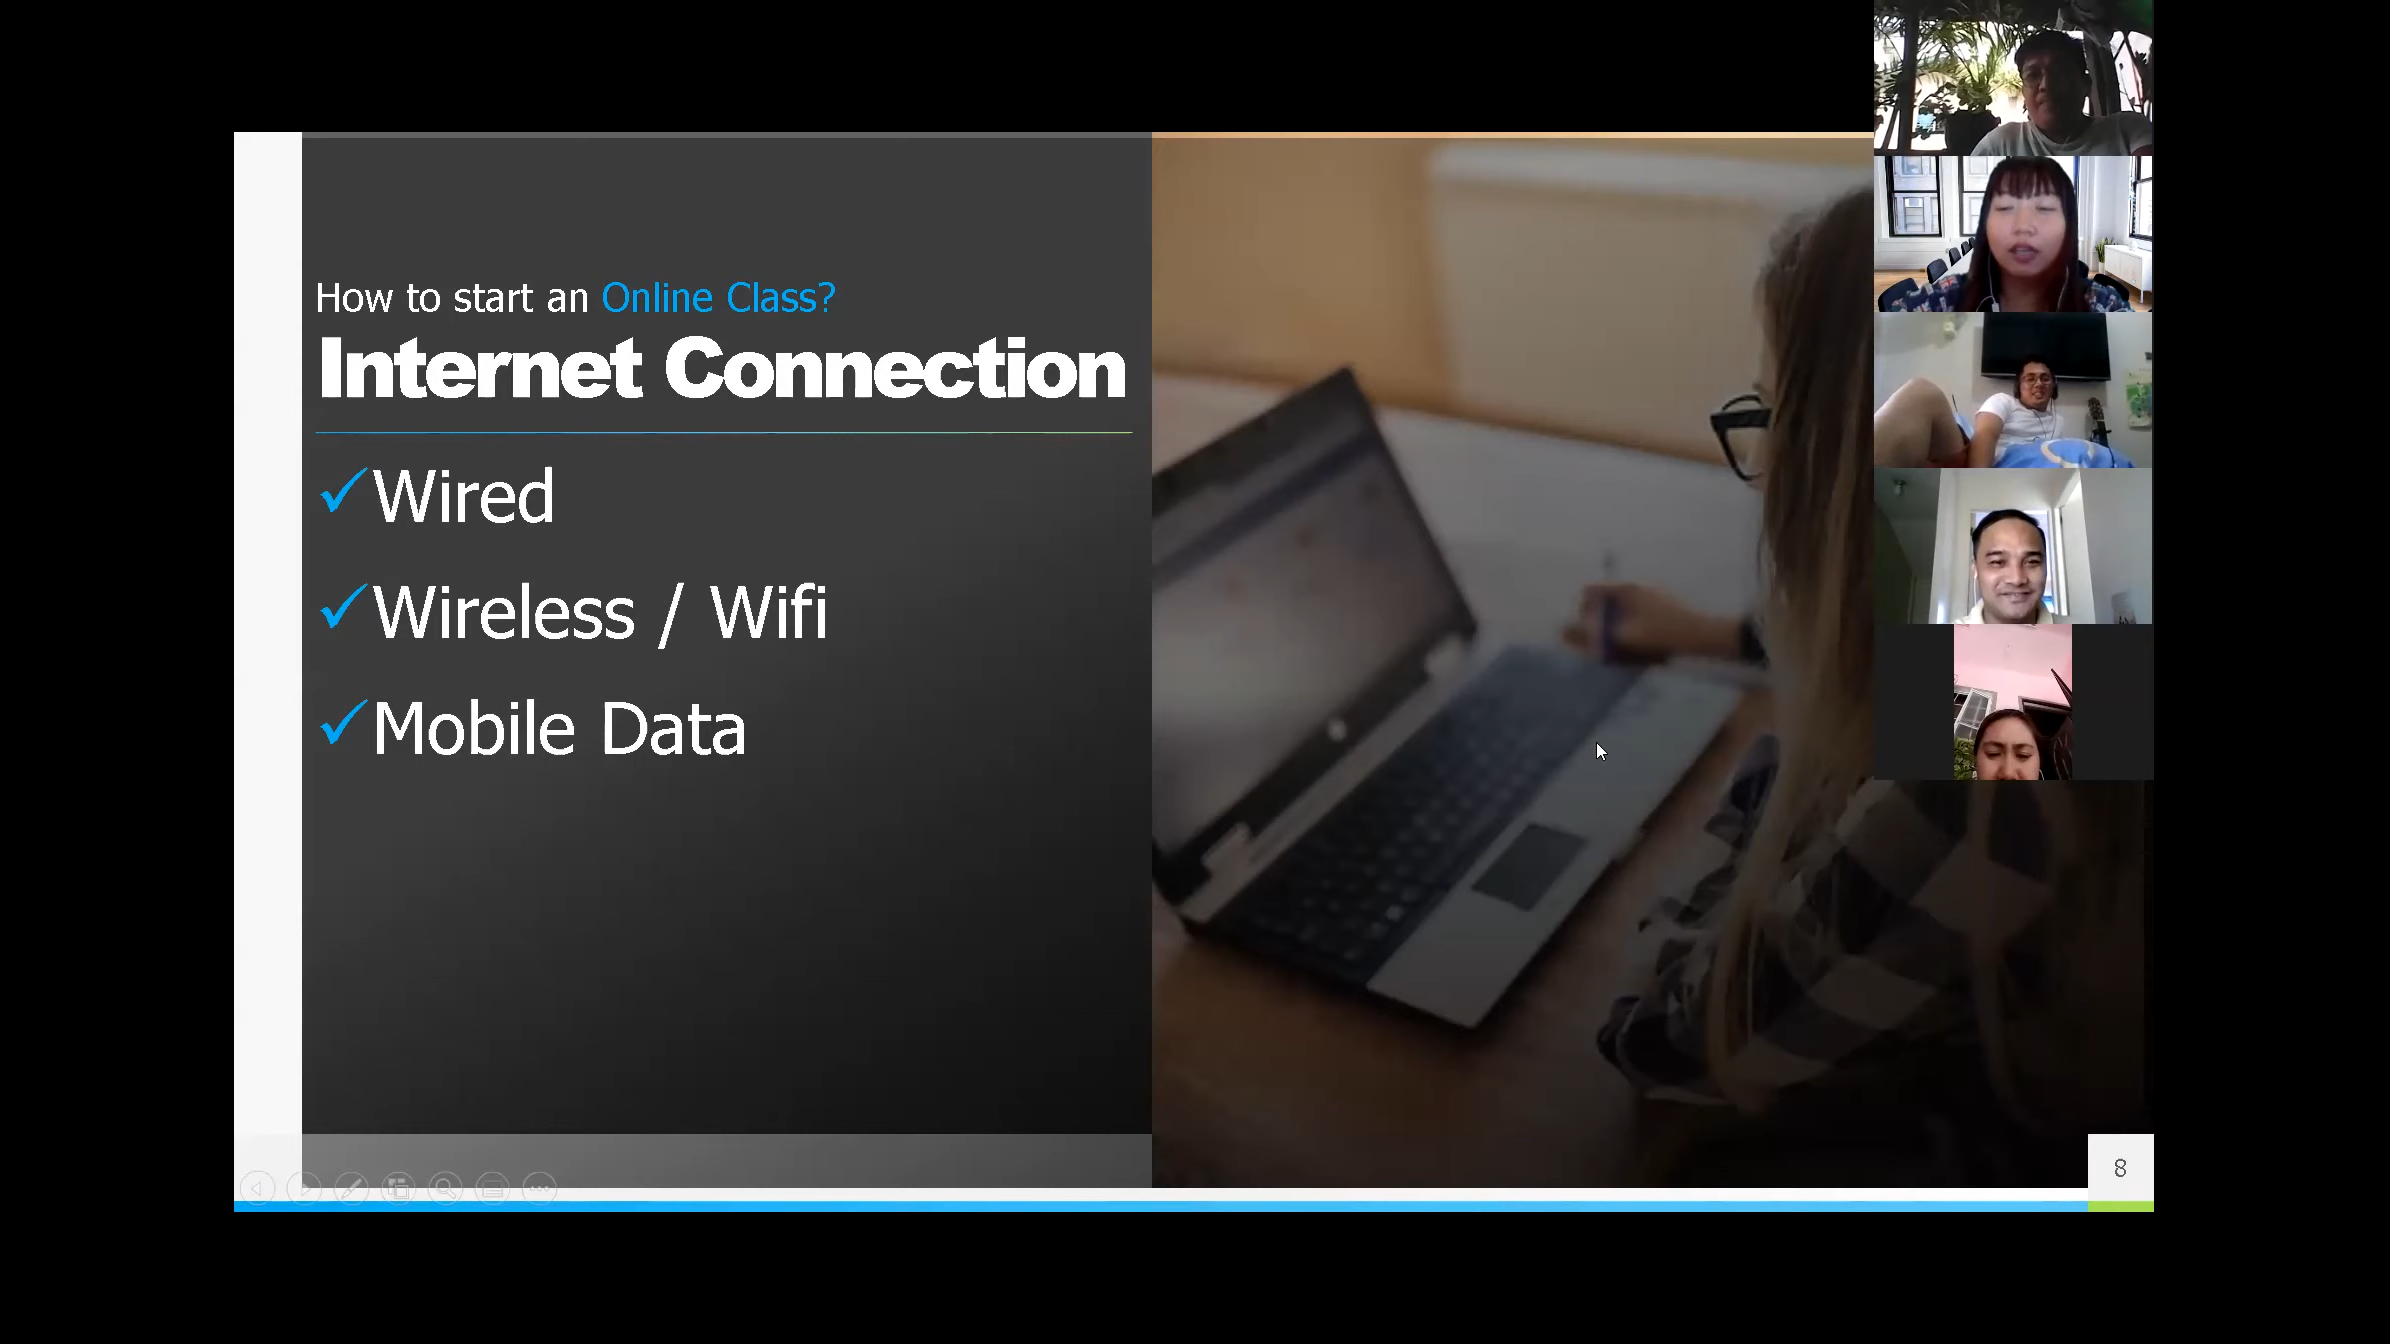 How to start an Online Class?
Internet Connection
✓Wired
✓Wireless / Wifi
✓Mobile Data
8